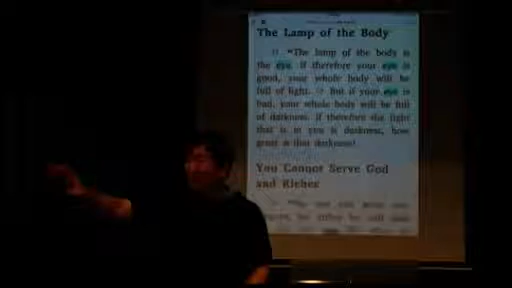 The Lamp of the Body
"The lamp of the body is
the eye. If therefore your eye is
good, your whole body will be
full of light. But if your eye is
bad, your whole body will be full
of darkness. If therefore the light
that is in you is darkness, how
great is that darkness!
You Cannot Serve God
and Riches